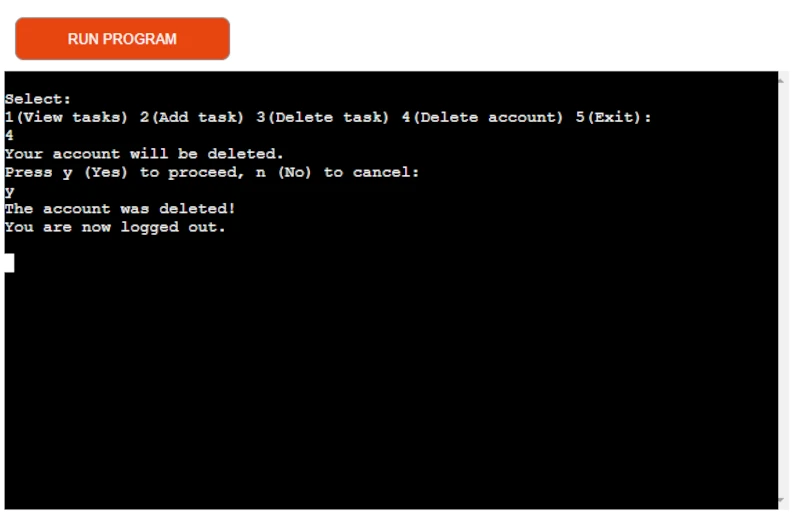 RUN PROGRAM
Select:
1(View tasks) 2(Add task) 3(Delete task) 4(Delete account) 5(Exit):
4
Your account will be deleted.
Press y (Yes) to proceed, n (No) to cancel:
y
The account was deleted!
You are now logged out.